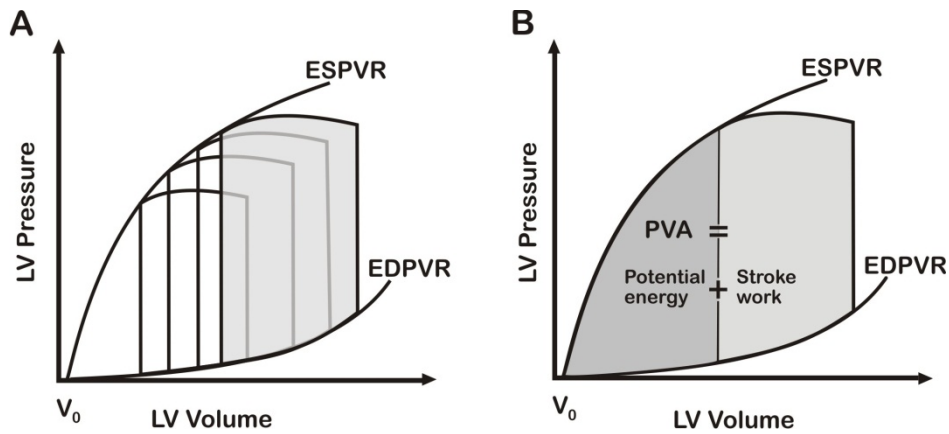 A
ESPVR
LV Pressure
EDPVR
V0
LV Volume
B
ESPVR
LV Pressure
PVA =
Potential energy + Stroke work
EDPVR
V0
LV Volume